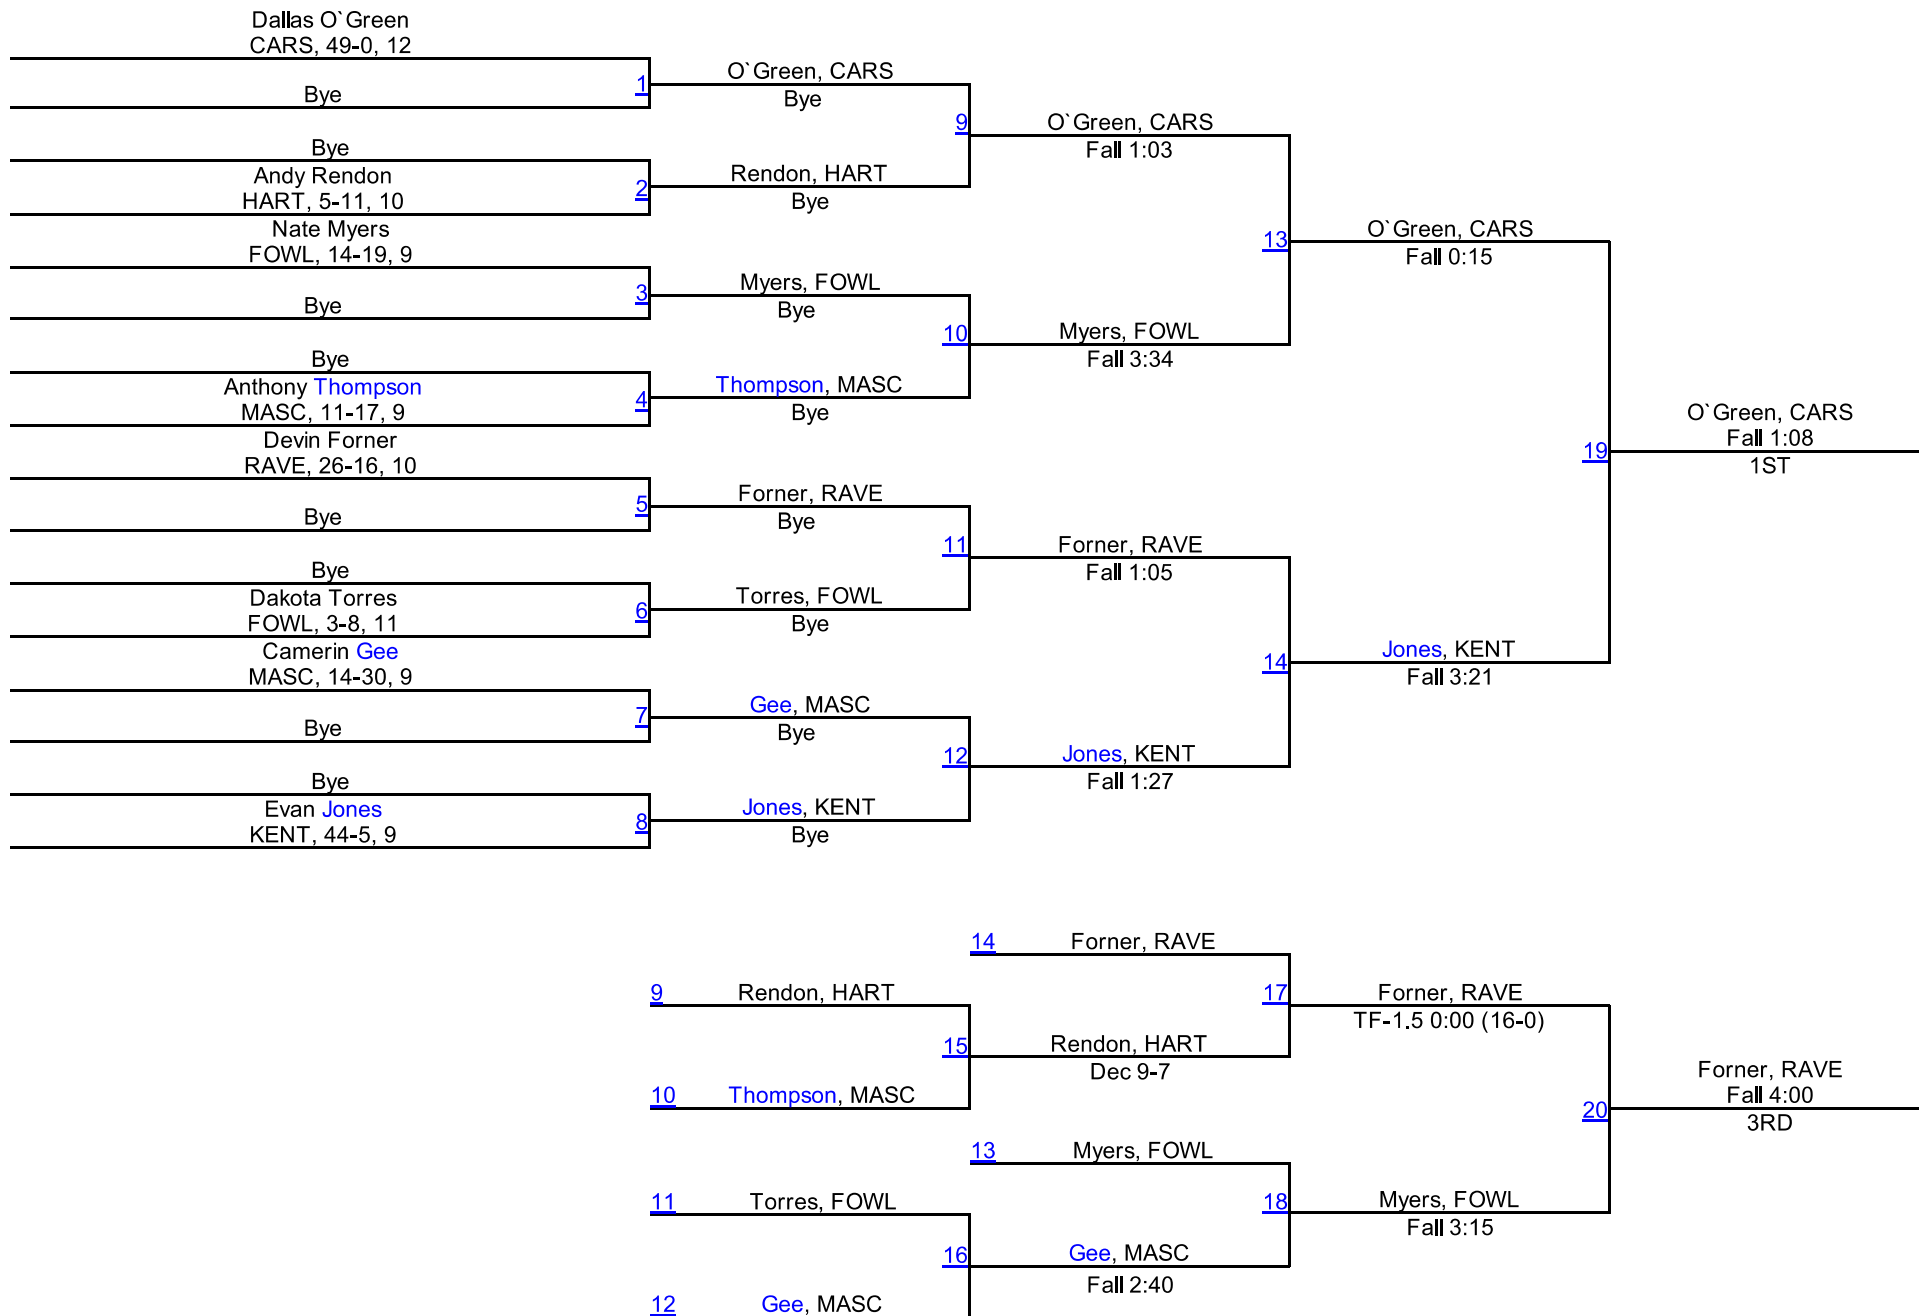 Dallas O`Green
CARS, 49-0, 12
Bye
1
Bye
Andy Rendon
HART, 5-11, 10
2
Nate Myers
FOWL, 14-19, 9
Bye
3
Bye
Anthony Thompson
MASC, 11-17, 9
4
Devin Forner
RAVE, 26-16, 10
Bye
5
Bye
Dakota Torres
FOWL, 3-8, 11
6
Camerin Gee
MASC, 14-30, 9
Bye
7
Bye
Evan Jones
KENT, 44-5, 9
8
O`Green, CARS
Bye
9
Rendon, HART
Bye
Myers, FOWL
Bye
10
Thompson, MASC
Bye
Forner, RAVE
Bye
11
Torres, FOWL
Bye
Gee, MASC
Bye
12
Jones, KENT
Bye
O`Green, CARS
Fall 1:03
13
Myers, FOWL
Fall 3:34
Forner, RAVE
Fall 1:05
14
Jones, KENT
Fall 1:27
O`Green, CARS
Fall 0:15
19
Jones, KENT
Fall 3:21
O`Green, CARS
Fall 1:08
1ST
14 Forner, RAVE
9 Rendon, HART
17
15
Rendon, HART
Dec 9-7
10 Thompson, MASC
Forner, RAVE
TF-1.5 0:00 (16-0)
13 Myers, FOWL
11 Torres, FOWL
18
16
Gee, MASC
Fall 2:40
12 Gee, MASC
Myers, FOWL
Fall 3:15
20
Forner, RAVE
Fall 4:00
3RD